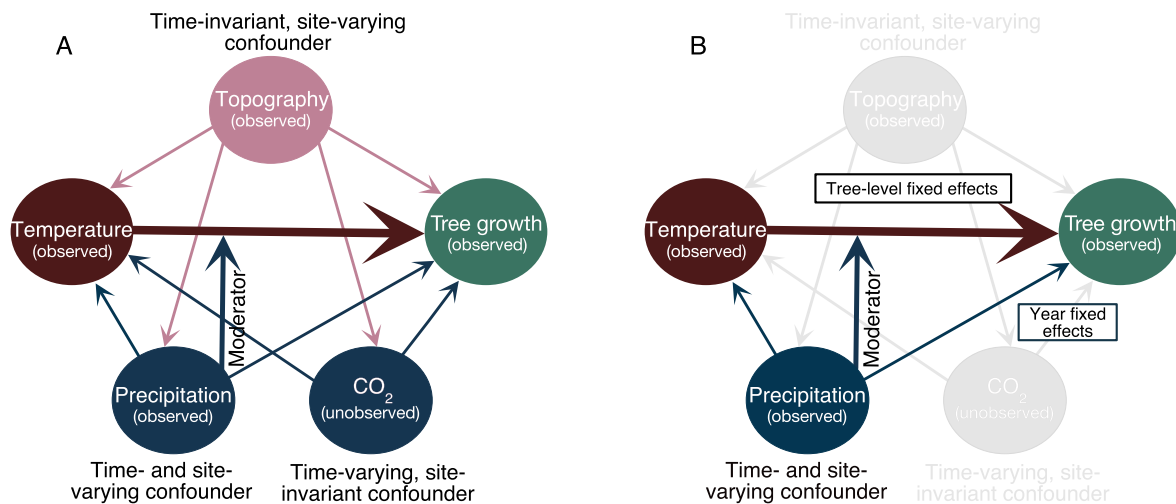 A
Time-invariant, site-varying
confounder
Topography
(observed)
Temperature
(observed)
Tree growth
(observed)
Moderator
Precipitation
(observed)
CO2
(unobserved)
Time- and site-
varying confounder
Time-varying, site-
invariant confounder
B
Time-invariant, site-varying
confounder
Topography
(observed)
Tree-level fixed effects
Temperature
(observed)
Tree growth
(observed)
Moderator
Year fixed
effects
Precipitation
(observed)
CO2
(unobserved)
Time- and site-
varying confounder
Time-varying, site-
invariant confounder